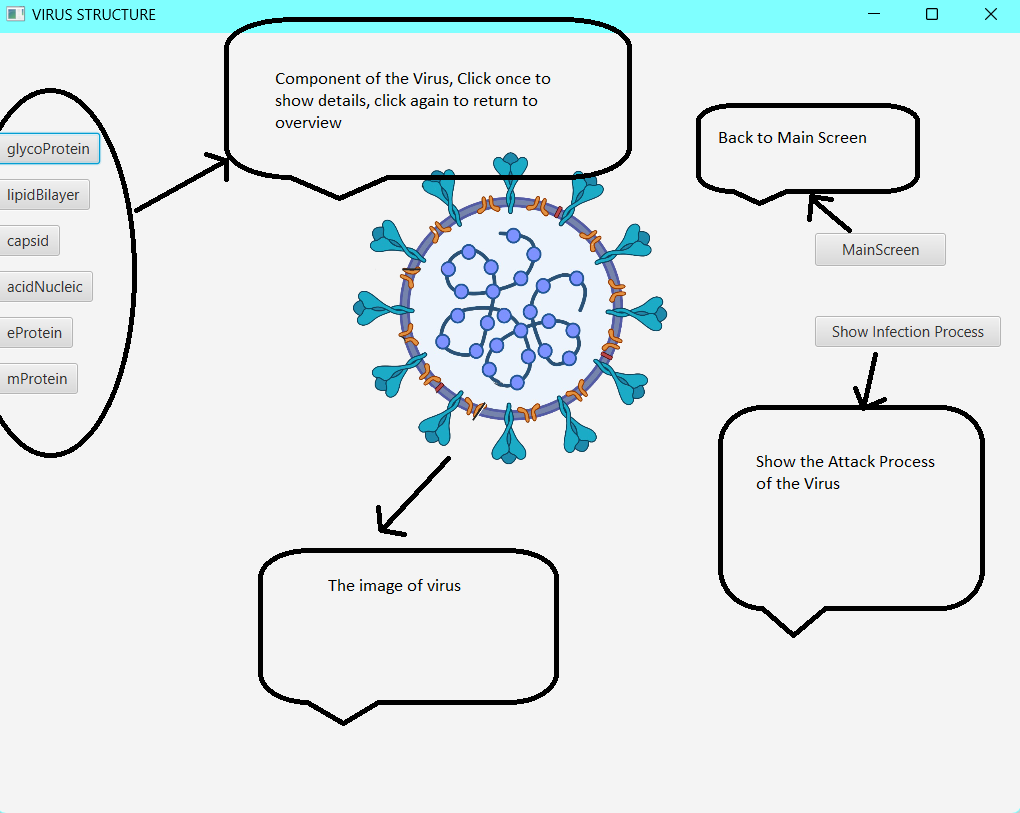 VIRUS STRUCTURE
Component of the Virus, Click once to
show details, click again to return to
overview
Back to Main Screen
glycoProtein
lipidBilayer
capsid
acidNucleic
eProtein
mProtein
MainScreen
Show Infection Process
Show the Attack Process
of the Virus
The image of virus